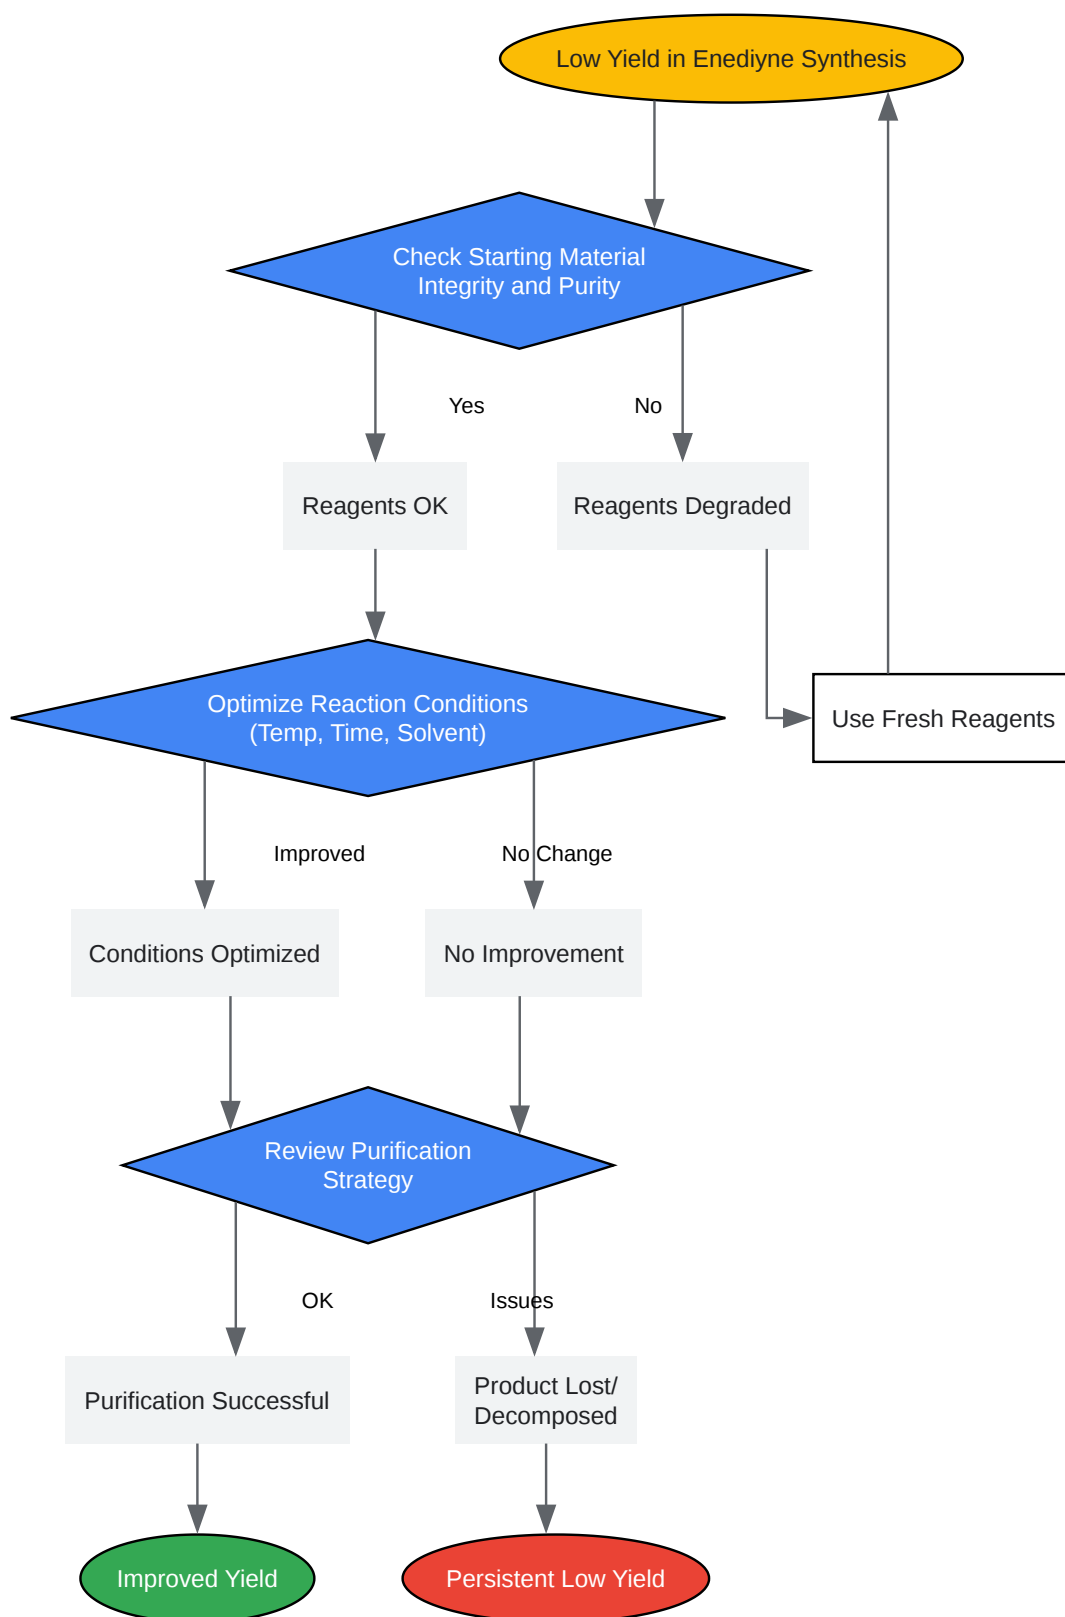 Low Yield in Enediyne Synthesis
Check Starting Material
Integrity and Purity
Yes
No
Reagents OK
Reagents Degraded
Optimize Reaction Conditions
(Temp, Time, Solvent)
Use Fresh Reagents
Improved
No Change
Conditions Optimized
No Improvement
Review Purification
Strategy
OK
Issues
Purification Successful
Product Lost/
Decomposed
Improved Yield
Persistent Low Yield